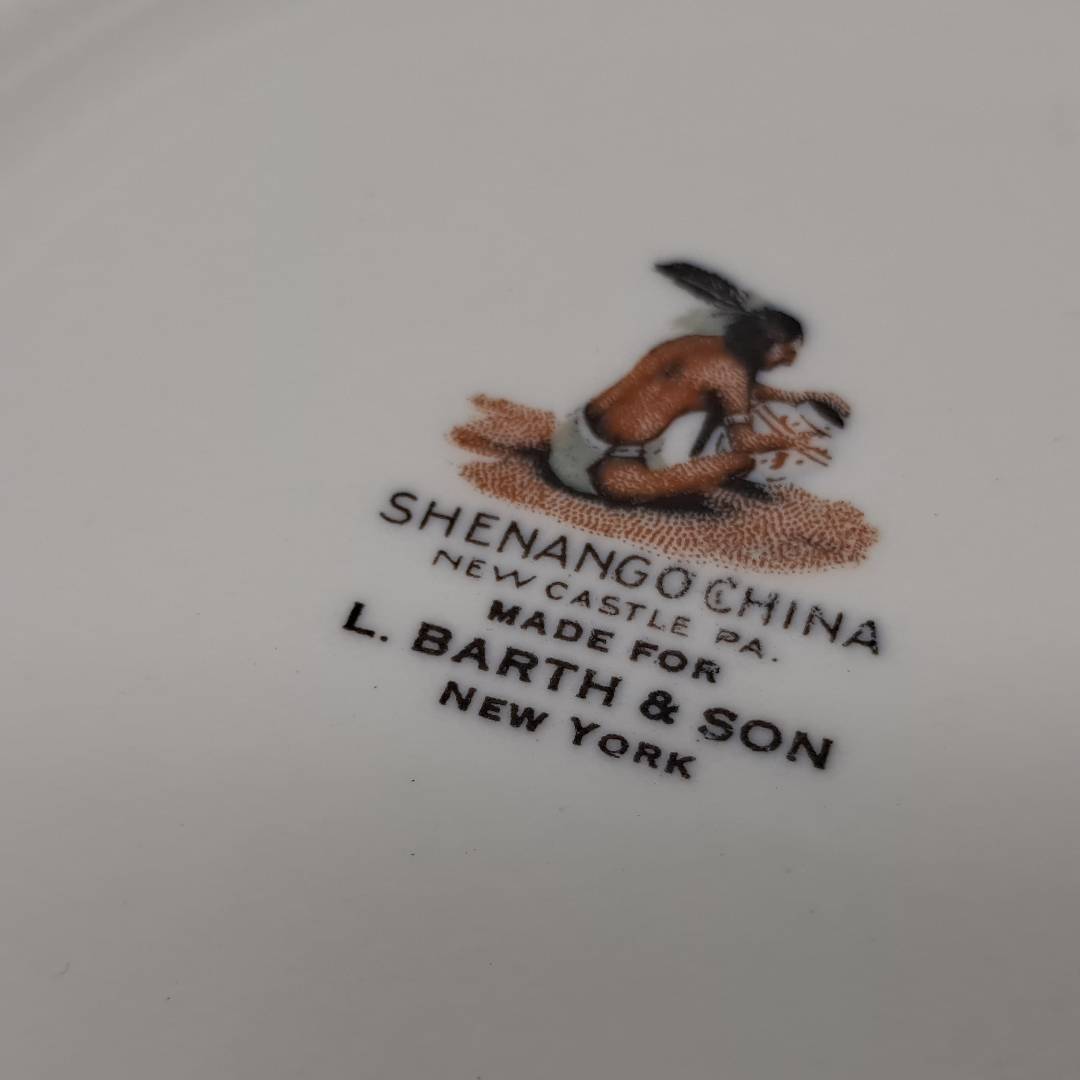 SHENANGO CHINA
NEW CASTLE PA.
MADE FOR
L. BARTH & SON
NEW YORK